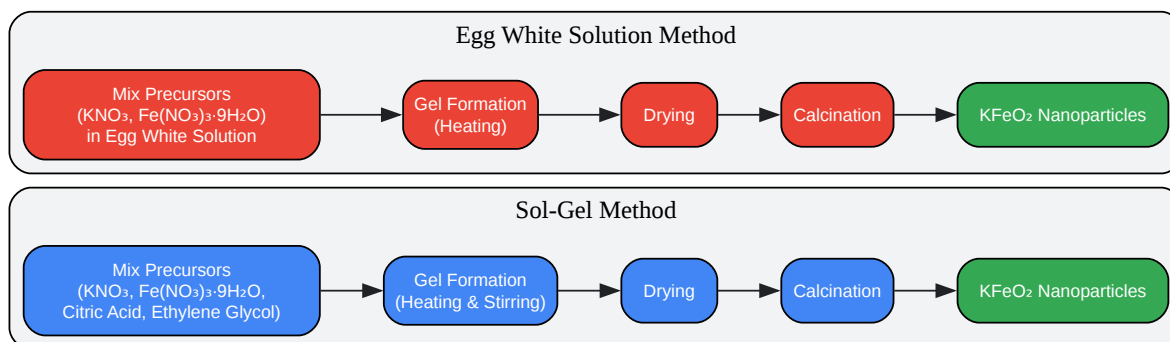 Egg White Solution Method
Mix Precursors
(KNO₃, Fe(NO₃)₃·9H₂O)
in Egg White Solution
Gel Formation
(Heating)
Drying
Calcination
KFeO₂ Nanoparticles
Sol-Gel Method
Mix Precursors
(KNO₃, Fe(NO₃)₃·9H₂O,
Citric Acid, Ethylene Glycol)
Gel Formation
(Heating & Stirring)
Drying
Calcination
KFeO₂ Nanoparticles